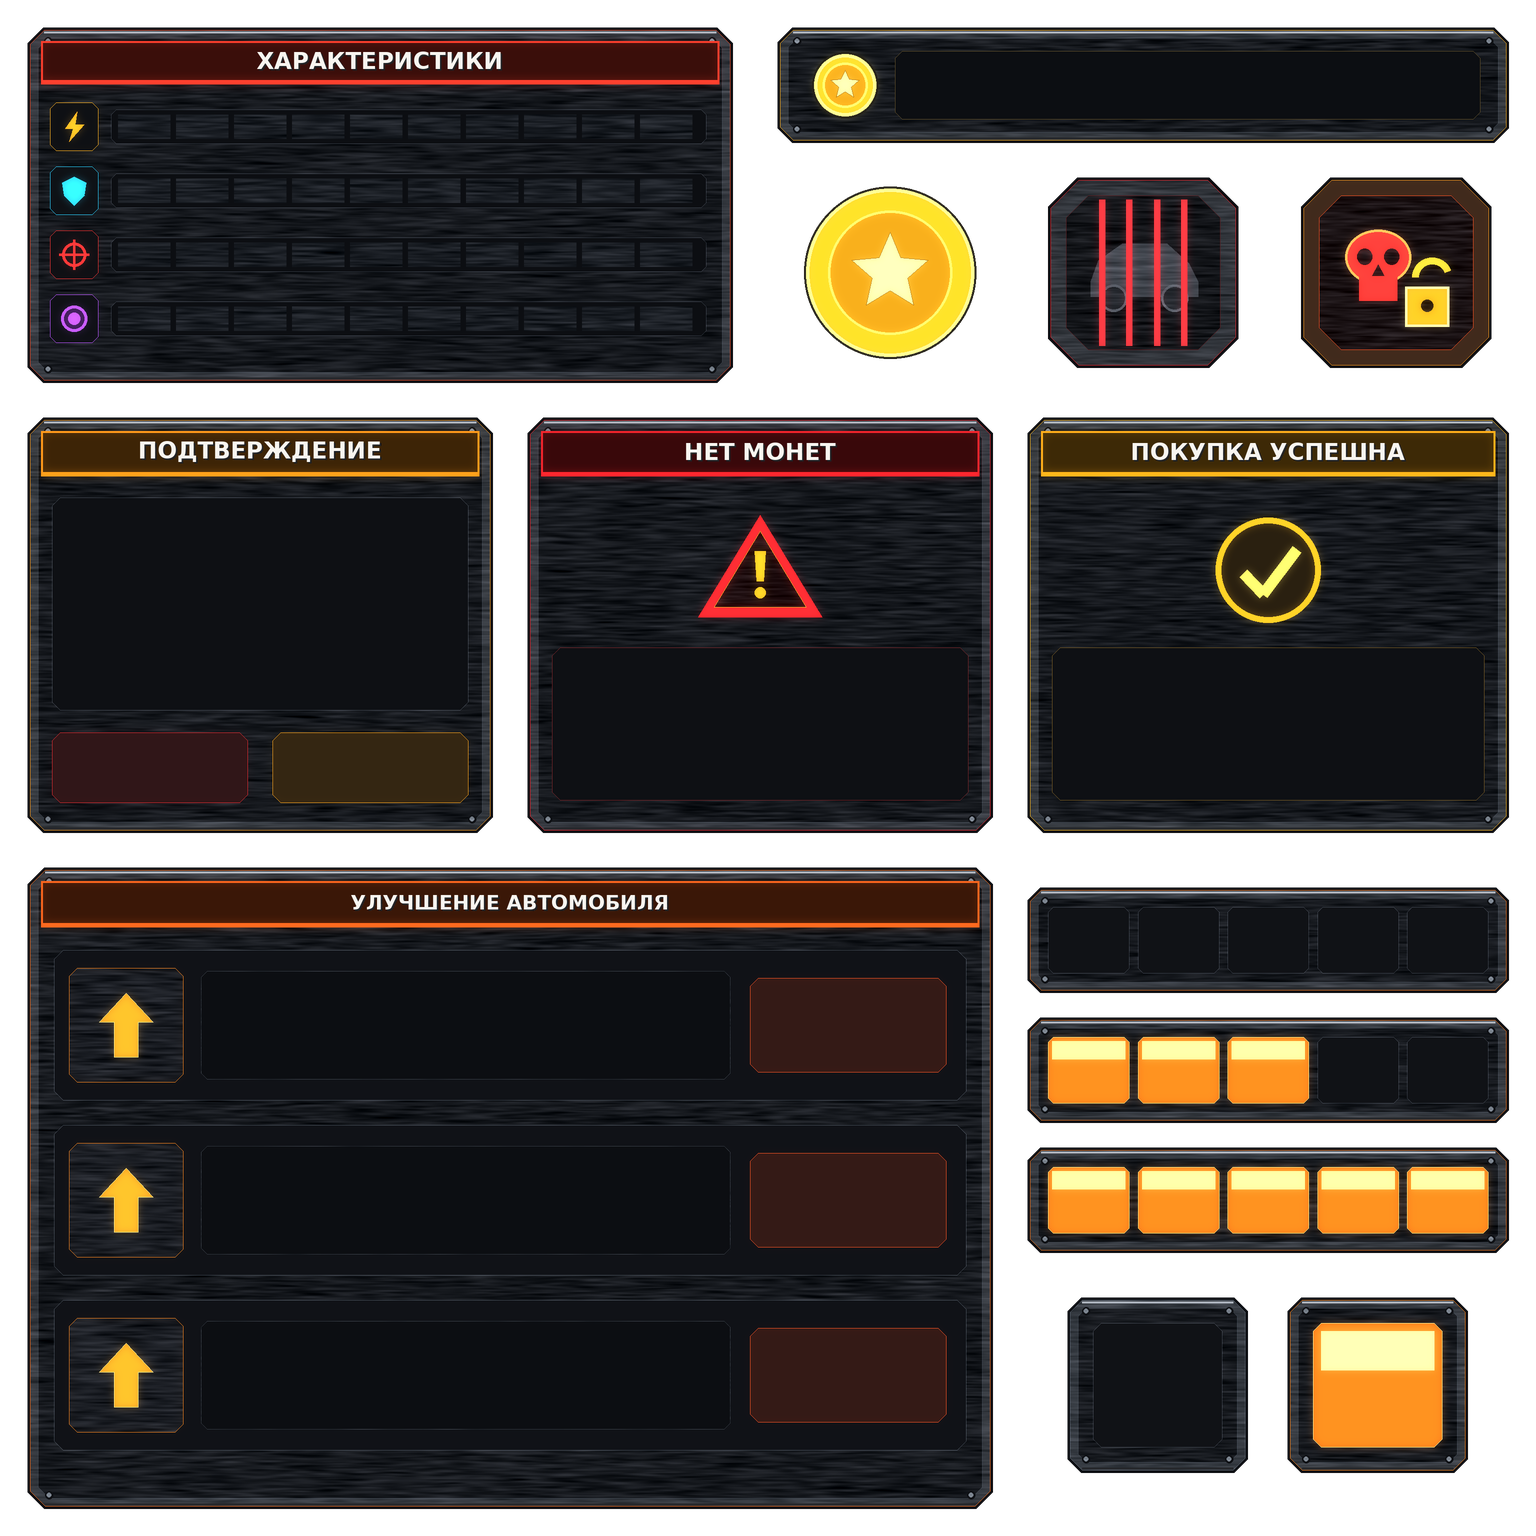 ХАРАКТЕРИСТИКИ
ПОДТВЕРЖДЕНИЕ
НЕТ МОНЕТ
ПОКУПКА УСПЕШНА
УЛУЧШЕНИЕ АВТОМОБИЛЯ